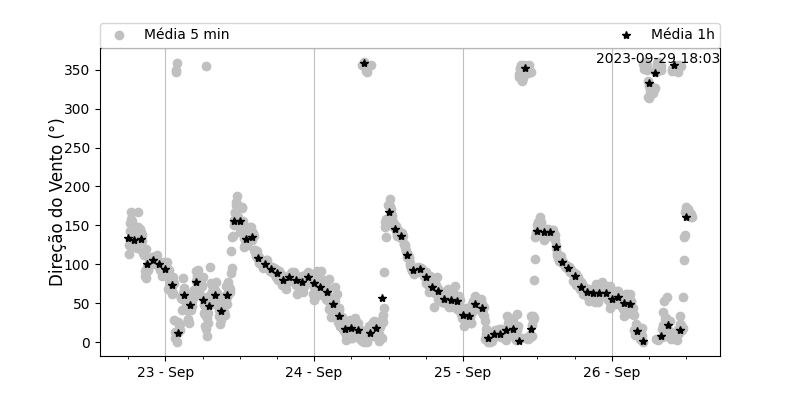 Média 5 min
Média 1h
2023-09-29 18:03
Direção do Vento (°)
350
300
250
200
150
100
50
0
23 - Sep
24 - Sep
25 - Sep
26 - Sep